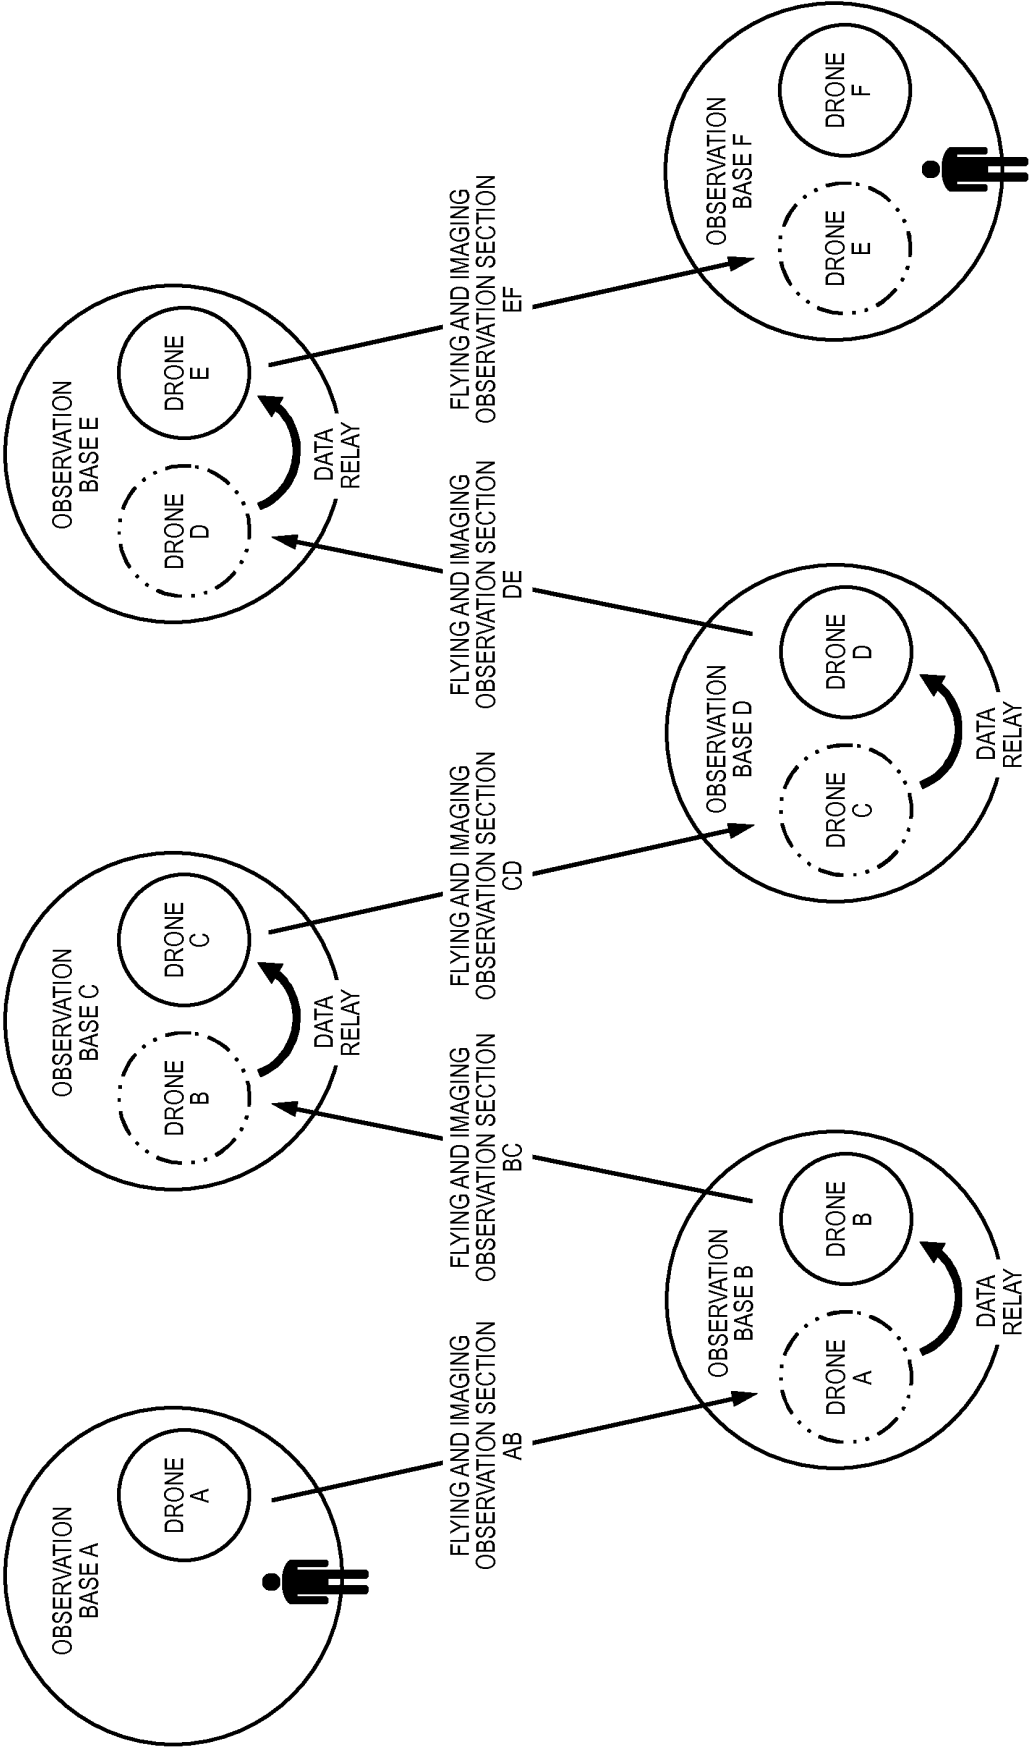 OBSERVATION
BASE A
DRONE
A
FLYING AND IMAGING
OBSERVATION SECTION
AB
OBSERVATION
BASE B
DRONE
A
DRONE
B
DATA
RELAY
FLYING AND IMAGING
OBSERVATION SECTION
BC
OBSERVATION
BASE C
DRONE
B
DRONE
C
DATA
RELAY
FLYING AND IMAGING
OBSERVATION SECTION
CD
OBSERVATION
BASE D
DRONE
C
DRONE
D
DATA
RELAY
FLYING AND IMAGING
OBSERVATION SECTION
DE
OBSERVATION
BASE E
DRONE
D
DRONE
E
DATA
RELAY
FLYING AND IMAGING
OBSERVATION SECTION
EF
OBSERVATION
BASE F
DRONE
E
DRONE
F